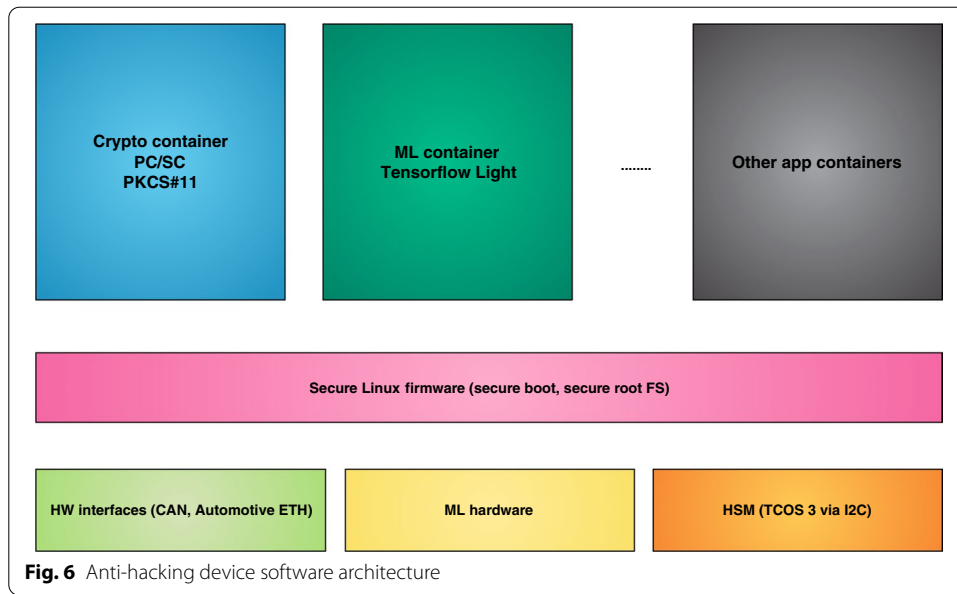 Crypto container
PC/SC
PKCS#11
ML container
Tensorflow Light
........
Other app containers
Secure Linux firmware (secure boot, secure root FS)
HW interfaces (CAN, Automotive ETH)
ML hardware
HSM (TCOS 3 via I2C)
Fig. 6 Anti-hacking device software architecture